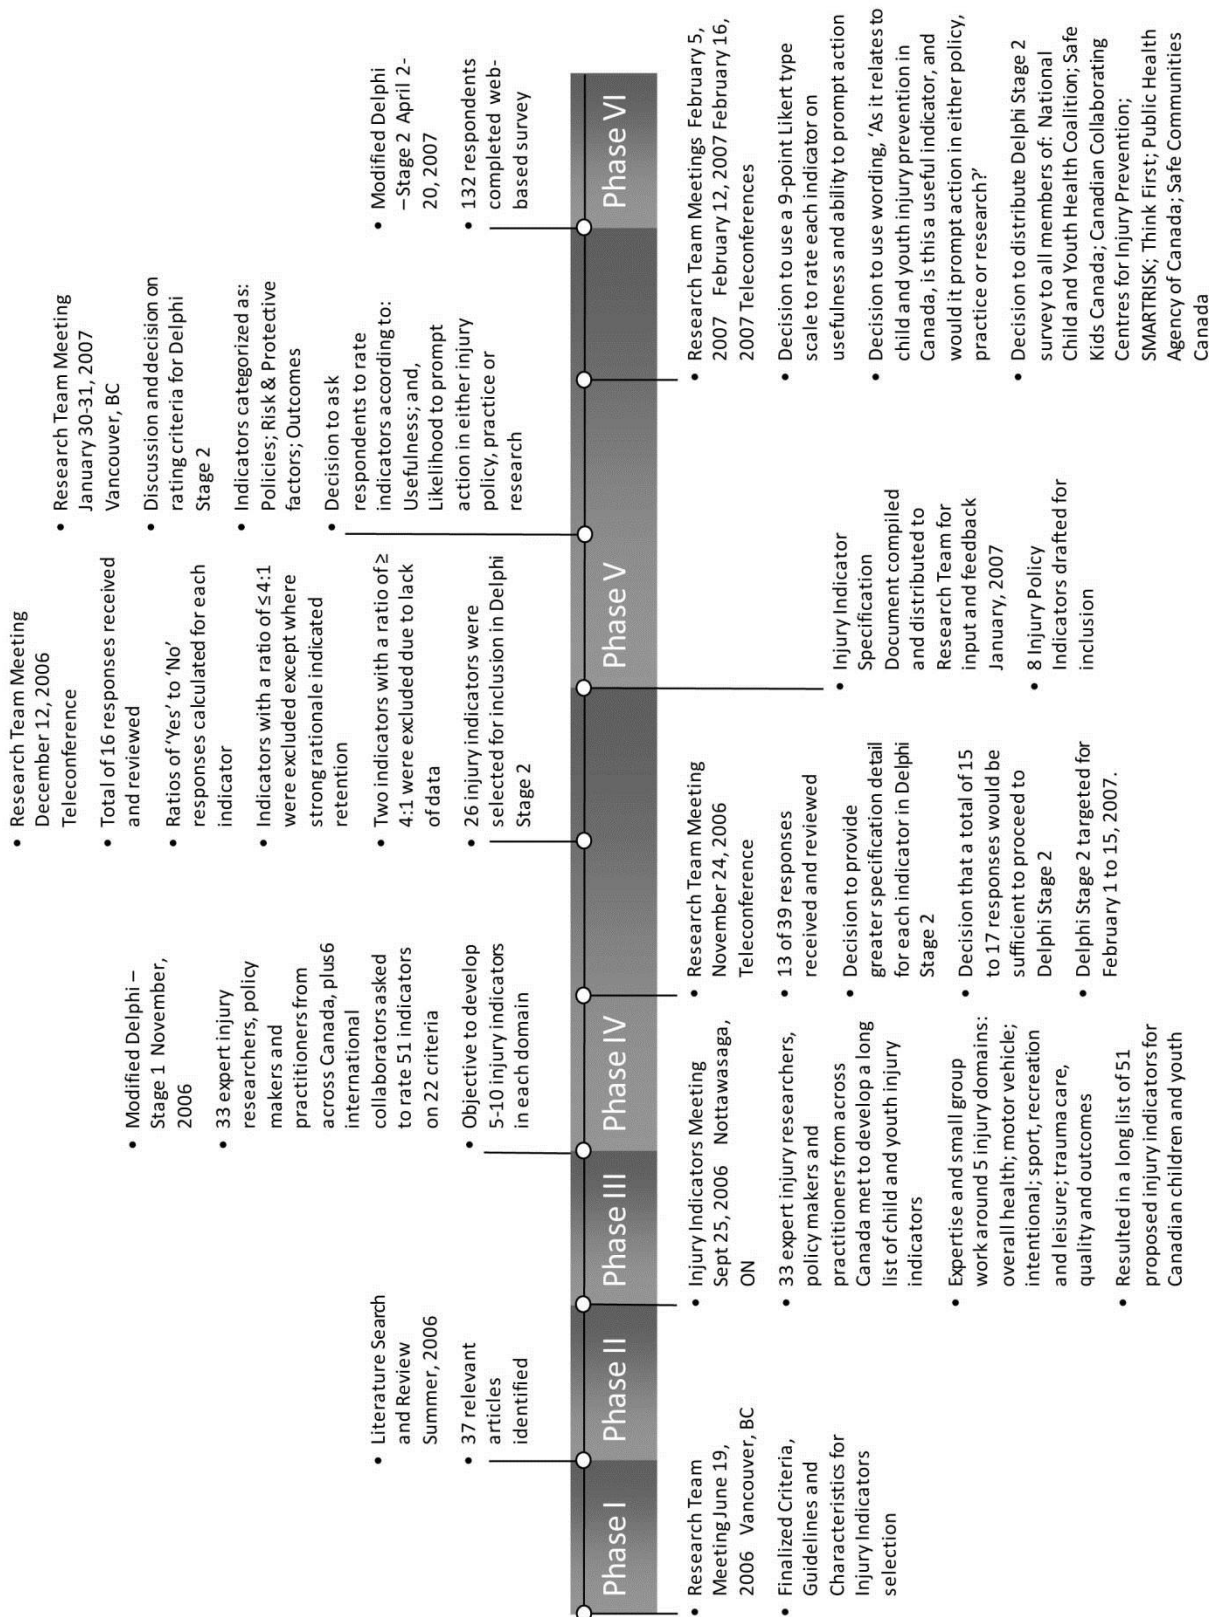 Phase I
Phase II
Phase III
Phase IV
Phase V
Phase VI
• Research Team
Meeting June 19,
2006 Vancouver, BC
• Finalized Criteria,
Guidelines and
Characteristics for
Injury Indicators
selection
• Literature Search
and Review
Summer, 2006
• 37 relevant
articles
identified
• Injury Indicators Meeting
Sept 25, 2006 Nottawasaga,
ON
• 33 expert injury researchers,
policy makers and
practitioners from across
Canada met to develop a long
list of child and youth injury
indicators
• Expertise and small group
work around 5 injury domains:
overall health; motor vehicle;
intentional; sport, recreation
and leisure; trauma care,
quality and outcomes
• Resulted in a long list of 51
proposed injury indicators for
Canadian children and youth
• Modified Delphi –
Stage 1 November,
2006
• 33 expert injury
researchers, policy
makers and
practitioners from
across Canada, plus6
international
collaborators asked
to rate 51 indicators
on 22 criteria
• Objective to develop
5-10 injury indicators
in each domain
• Research Team Meeting
November 24, 2006
Teleconference
• 13 of 39 responses
received and reviewed
• Decision to provide
greater specification detail
for each indicator in Delphi
Stage 2
• Decision that a total of 15
to 17 responses would be
sufficient to proceed to
Delphi Stage 2
• Delphi Stage 2 targeted for
February 1 to 15, 2007.
• Research Team Meeting
December 12, 2006
Teleconference
• Total of 16 responses received
and reviewed
• Ratios of 'Yes' to 'No'
responses calculated for each
indicator
• Indicators with a ratio of ≤ 4:1
were excluded except where
strong rationale indicated
retention
• Two indicators with a ratio of ≥
4:1 were excluded due to lack
of data
• 26 injury indicators were
selected for inclusion in Delphi
Stage 2
• Injury Indicator
Specification
Document compiled
and distributed to
Research Team for
input and feedback
January, 2007
• 8 Injury Policy
Indicators drafted for
inclusion
• Research Team Meeting
January 30-31, 2007
Vancouver, BC
• Discussion and decision on
rating criteria for Delphi
Stage 2
• Indicators categorized as:
Policies; Risk & Protective
factors; Outcomes
• Decision to ask
respondents to rate
indicators according to:
Usefulness; and,
Likelihood to prompt
action in either injury
policy, practice or
research
• Research Team Meetings February 5,
2007 February 12, 2007 February 16,
2007 Teleconferences
• Decision to use a 9-point Likert type
scale to rate each indicator on
usefulness and ability to prompt action
• Decision to use wording, 'As it relates to
child and youth injury prevention in
Canada, is this a useful indicator, and
would it prompt action in either policy,
practice or research?'
• Decision to distribute Delphi Stage 2
survey to all members of: National
Child and Youth Health Coalition; Safe
Kids Canada; Canadian Collaborating
Centres for Injury Prevention;
SMARTRISK; Think First; Public Health
Agency of Canada; Safe Communities
Canada
• Modified Delphi
–Stage 2 April 2-
20, 2007
• 132 respondents
completed web-
based survey